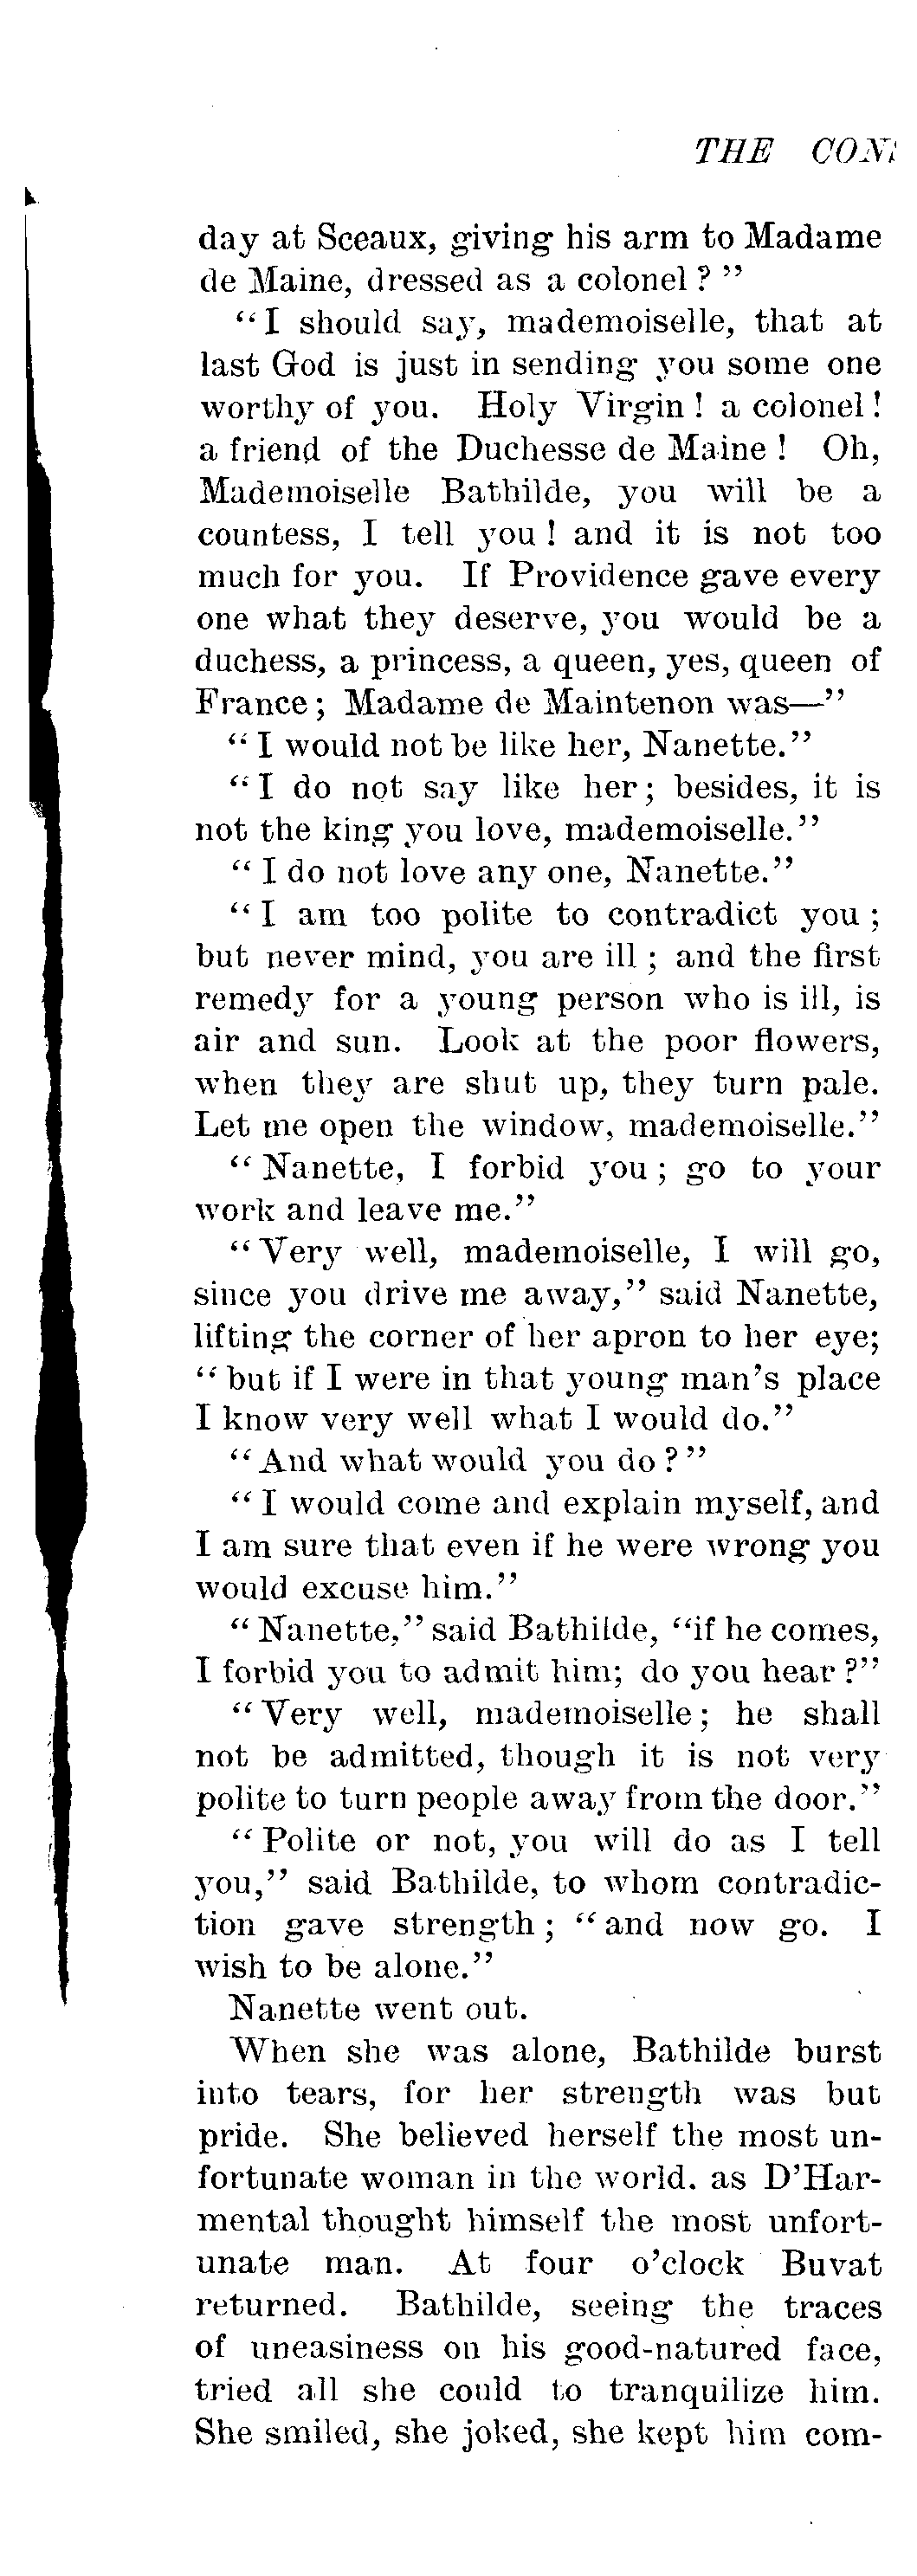 THE CON
day at Sceaux, giving his arm to Madame
de Maine, dressed as a colonel ? "
"I should say, mademoiselle, that at
last God is just in sending you some one
worthy of you. Holy Virgin ! a colonel !
a friend of the Duchesse de Maine ! Oh,
Mademoiselle Bathilde, you will be a
countess, I tell you ! and it is not too
much for you. If Providence gave every
one what they deserve, you would be a
duchess, a princess, a queen, yes, queen of
France ; Madame de Maintenon was—"
"I would not be like her, Nanette."
"I do not say like her ; besides, it is
not the king you love, mademoiselle."
"I do not love any one, Nanette."
"I am too polite to contradict you ;
but never mind, you are ill ; and the first
remedy for a young person who is ill, is
air and sun. Look at the poor flowers,
when they are shut up, they turn pale.
Let me open the window, mademoiselle."
"Nanette, I forbid you ; go to your
work and leave me."
"Very well, mademoiselle, I will go,
since you drive me away," said Nanette,
lifting the corner of her apron to her eye;
"but if I were in that young man's place
I know very well what I would do."
"And what would you do ?"
"I would come and explain myself, and
I am sure that even if he were wrong you
would excuse him."
"Nanette," said Bathilde, "if he comes,
I forbid you to admit him; do you hear ?"
"Very well, mademoiselle ; he shall
not be admitted, though it is not very
polite to turn people away from the door."
"Polite or not, you will do as I tell
you," said Bathilde, to whom contradic-
tion gave strength ; "and now go. I
wish to be alone."
Nanette went out.
When she was alone, Bathilde burst
into tears, for her strength was but
pride. She believed herself the most un-
fortunate woman in the world. as D'Har-
mental thought himself the most unfort-
unate man. At four o'clock Buvat
returned. Bathilde, seeing the traces
of uneasiness on his good-natured face,
tried all she could to tranquilize him.
She smiled, she joked, she kept him com-